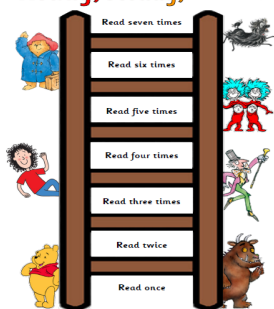 Read seven times
Read six times
Read five times
Read four times
Read three times
Read twice
Read once